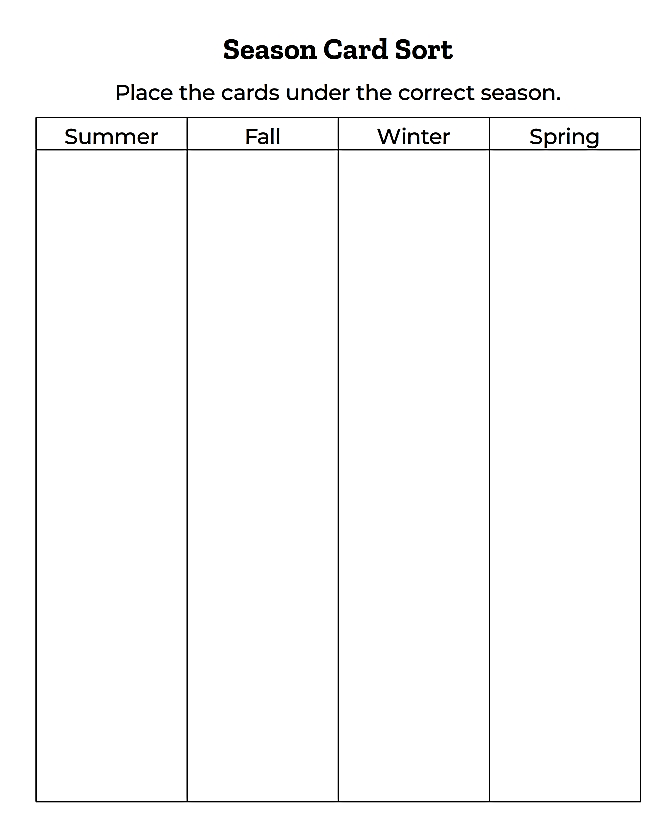 Season Card Sort
Place the cards under the correct season.
Summer Fall Winter Spring